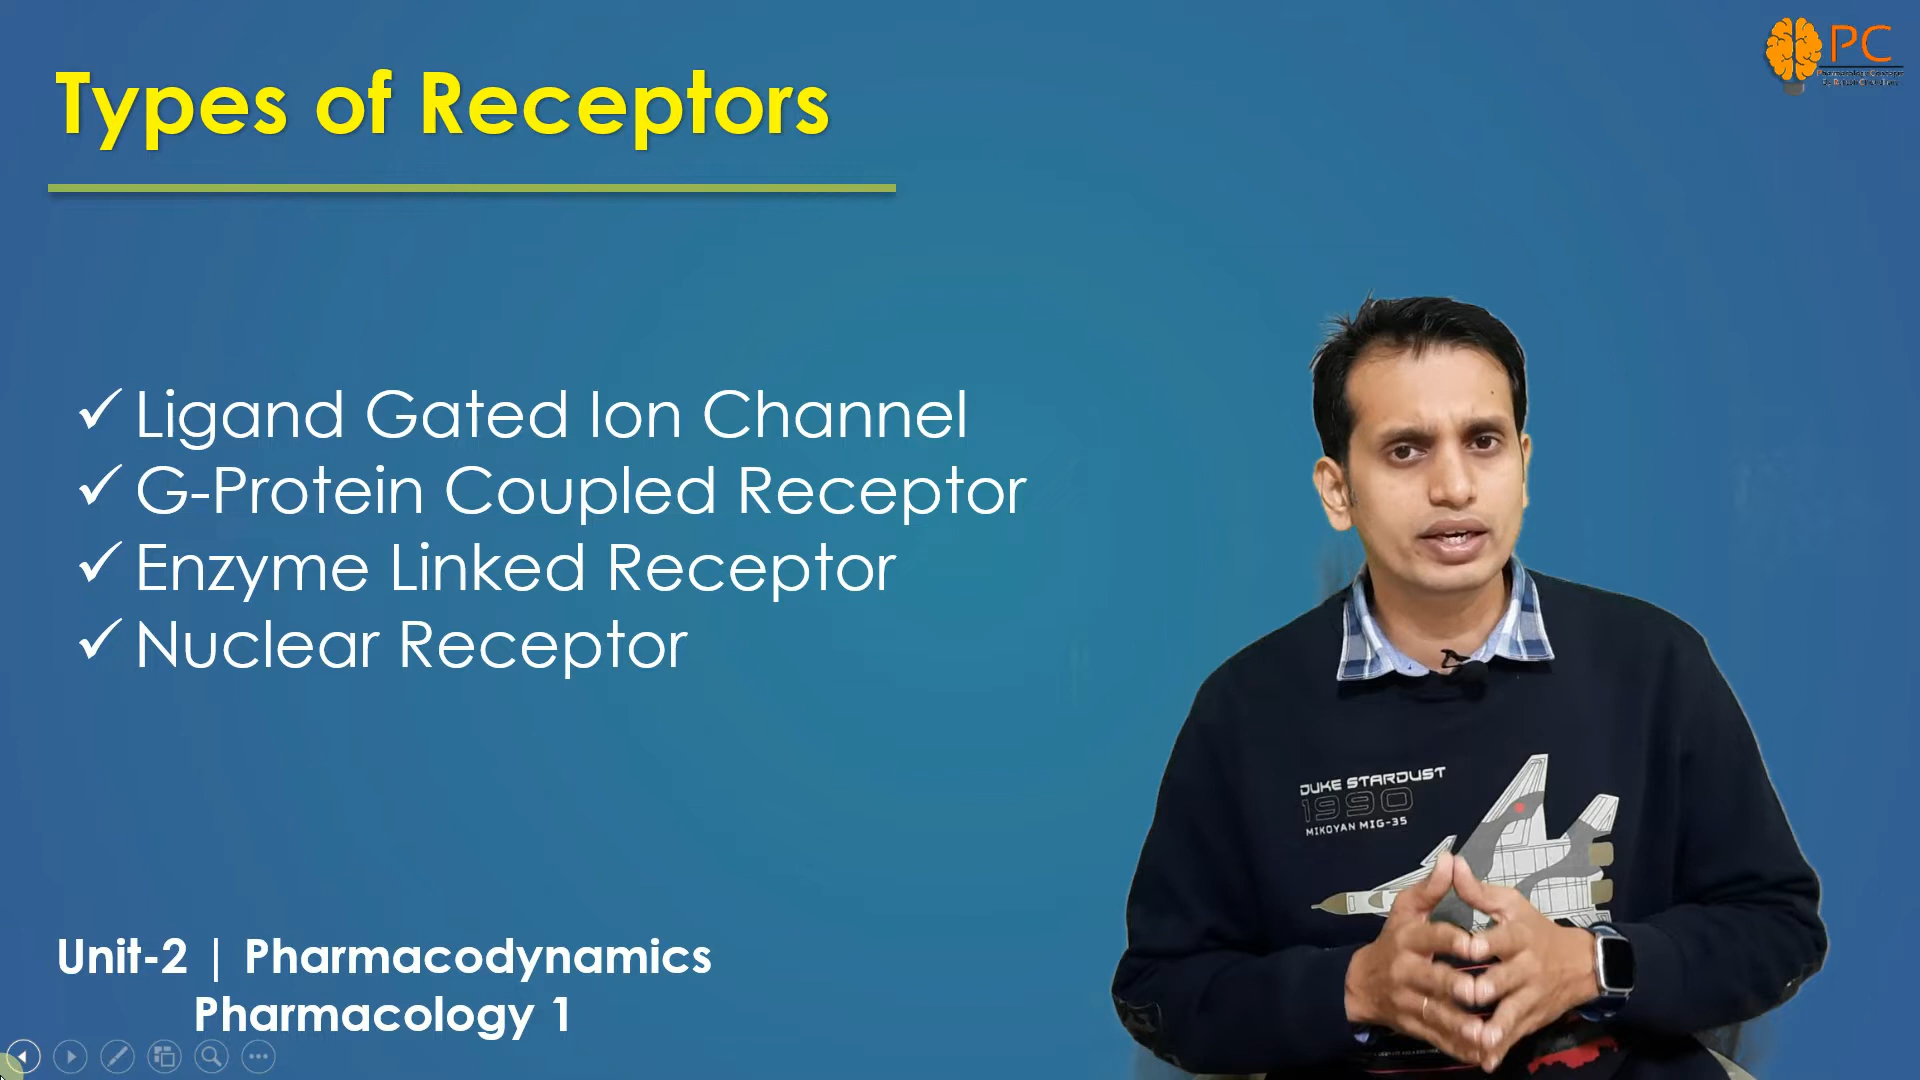 PC
Types of Receptors
Ligand Gated Ion Channel
G-Protein Coupled Receptor
Enzyme Linked Receptor
Nuclear Receptor
DUKE STARDUST
1990
MIKOYAN MIG-35
Unit-2 | Pharmacodynamics
Pharmacology 1